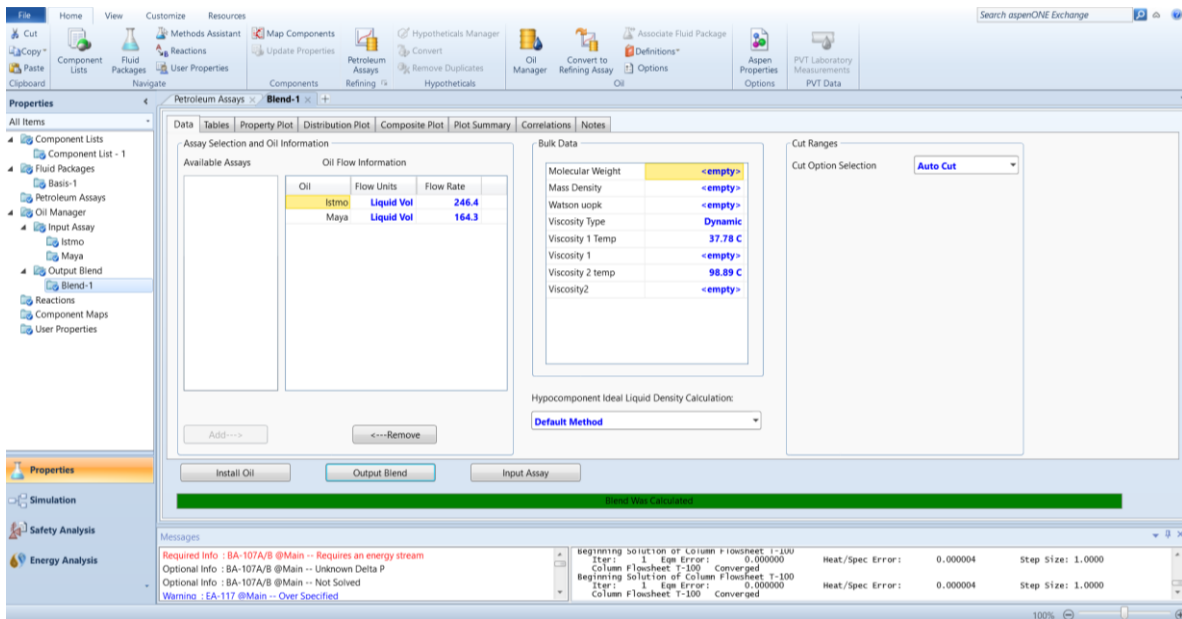 File Home View Customize Resources Search aspenONE Exchange
Cut
Copy
Paste
Clipboard
Component Lists
Fluid Packages
Methods Assistant
Reactions
User Properties
Navigate
Map Components
Update Properties
Components
Petroleum Assays
Refining
Hypotheticals Manager
Convert
Remove Duplicates
Hypotheticals
Oil Manager
Convert to Refining Assay
Associate Fluid Package
Definitions
Options
Oil
Aspen Properties
Options
PVT Laboratory Measurements
PVT Data
Properties
All Items
Component Lists
Component List - 1
Fluid Packages
Basis-1
Petroleum Assays
Oil Manager
Input Assay
Istmo
Maya
Output Blend
Blend-1
Reactions
Component Maps
User Properties
Properties
Simulation
Safety Analysis
Energy Analysis
Petroleum Assays Blend-1 +
Data Tables Property Plot Distribution Plot Composite Plot Plot Summary Correlations Notes
Assay Selection and Oil Information
Available Assays Oil Flow Information
Oil Flow Units Flow Rate
Istmo Liquid Vol 246.4
Maya Liquid Vol 164.3
Add---> <---Remove
Bulk Data
Molecular Weight <empty>
Mass Density <empty>
Watson uopk <empty>
Viscosity Type Dynamic
Viscosity 1 Temp 37.78 C
Viscosity 1 <empty>
Viscosity 2 temp 98.89 C
Viscosity2 <empty>
Hypocomponent Ideal Liquid Density Calculation:
Default Method
Cut Ranges
Cut Option Selection Auto Cut
Install Oil Output Blend Input Assay
Blend Was Calculated
Messages
Required Info : BA-107A/B @Main -- Requires an energy stream
Optional Info : BA-107A/B @Main -- Unknown Delta P
Optional Info : BA-107A/B @Main -- Not Solved
Warning : EA-117 @Main -- Over Specified
Beginning Solution of Column Flowsheet T-100
Iter: 1 Eqm Error: 0.000000 Heat/Spec Error: 0.000004 Step Size: 1.0000
Column Flowsheet T-100 Converged
Beginning Solution of Column Flowsheet T-100
Iter: 1 Eqm Error: 0.000000 Heat/Spec Error: 0.000004 Step Size: 1.0000
Column Flowsheet T-100 Converged
100%